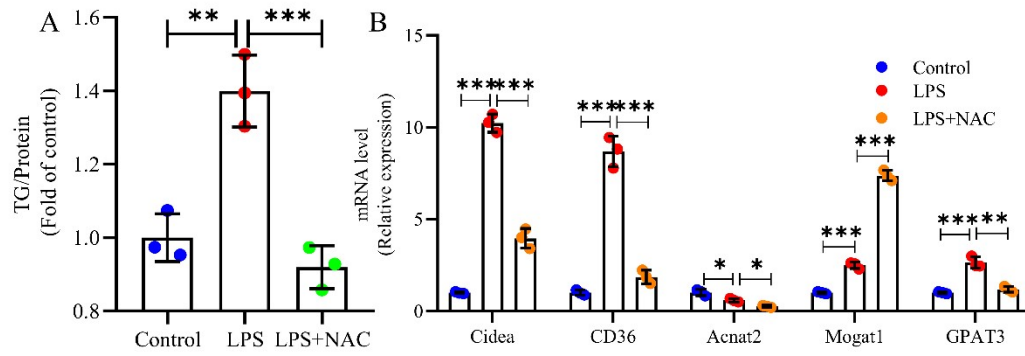 A
TG/Protein
(Fold of control)
1.6
1.4
1.2
1.0
0.8
**
***
Control
LPS
LPS+NAC
B
mRNA level
(Relative expression)
15
10
5
0
***
***
***
***
*
*
***
***
***
**
Cidea
CD36
Acnat2
Mogat1
GPAT3
Control
LPS
LPS+NAC